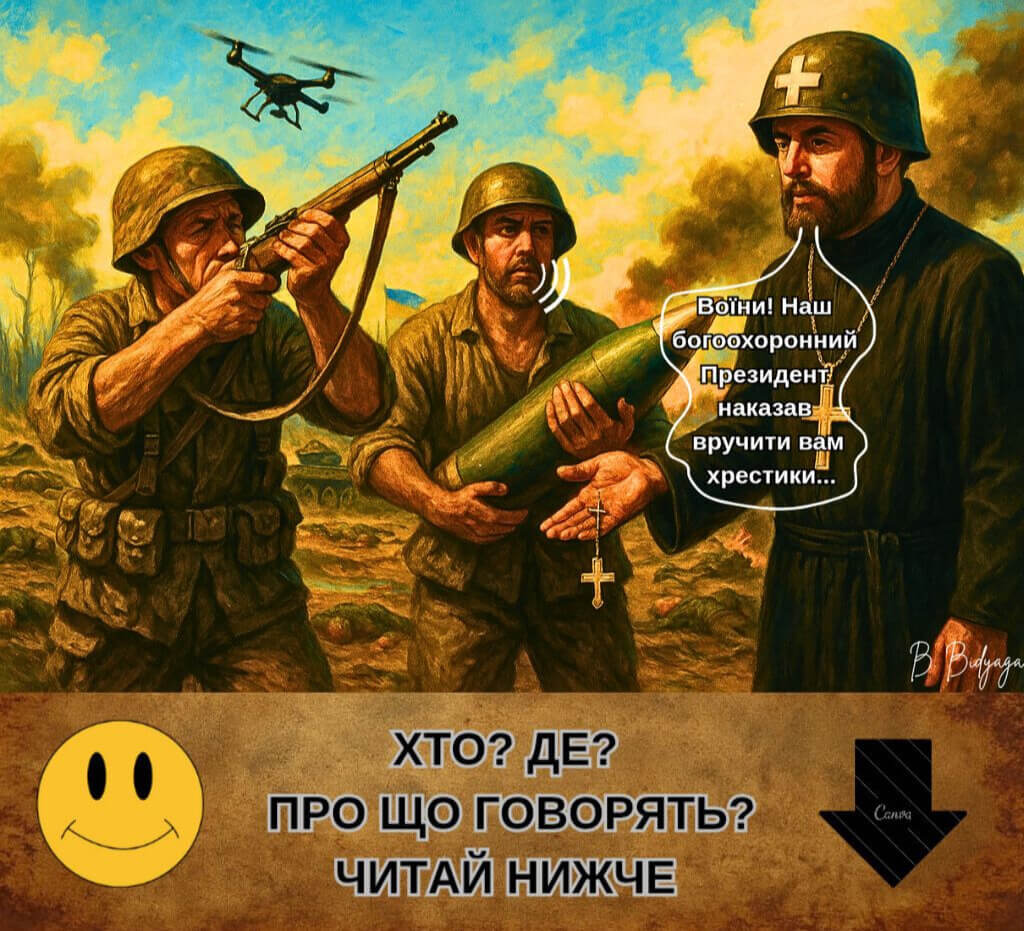 Воїни! Наш
богоохоронний
Президент
наказав
вручити вам
хрестики...
B. Bidyaga
ХТО? ДЕ?
ПРО ЩО ГОВОРЯТЬ?
Canva
ЧИТАЙ НИЖЧЕ